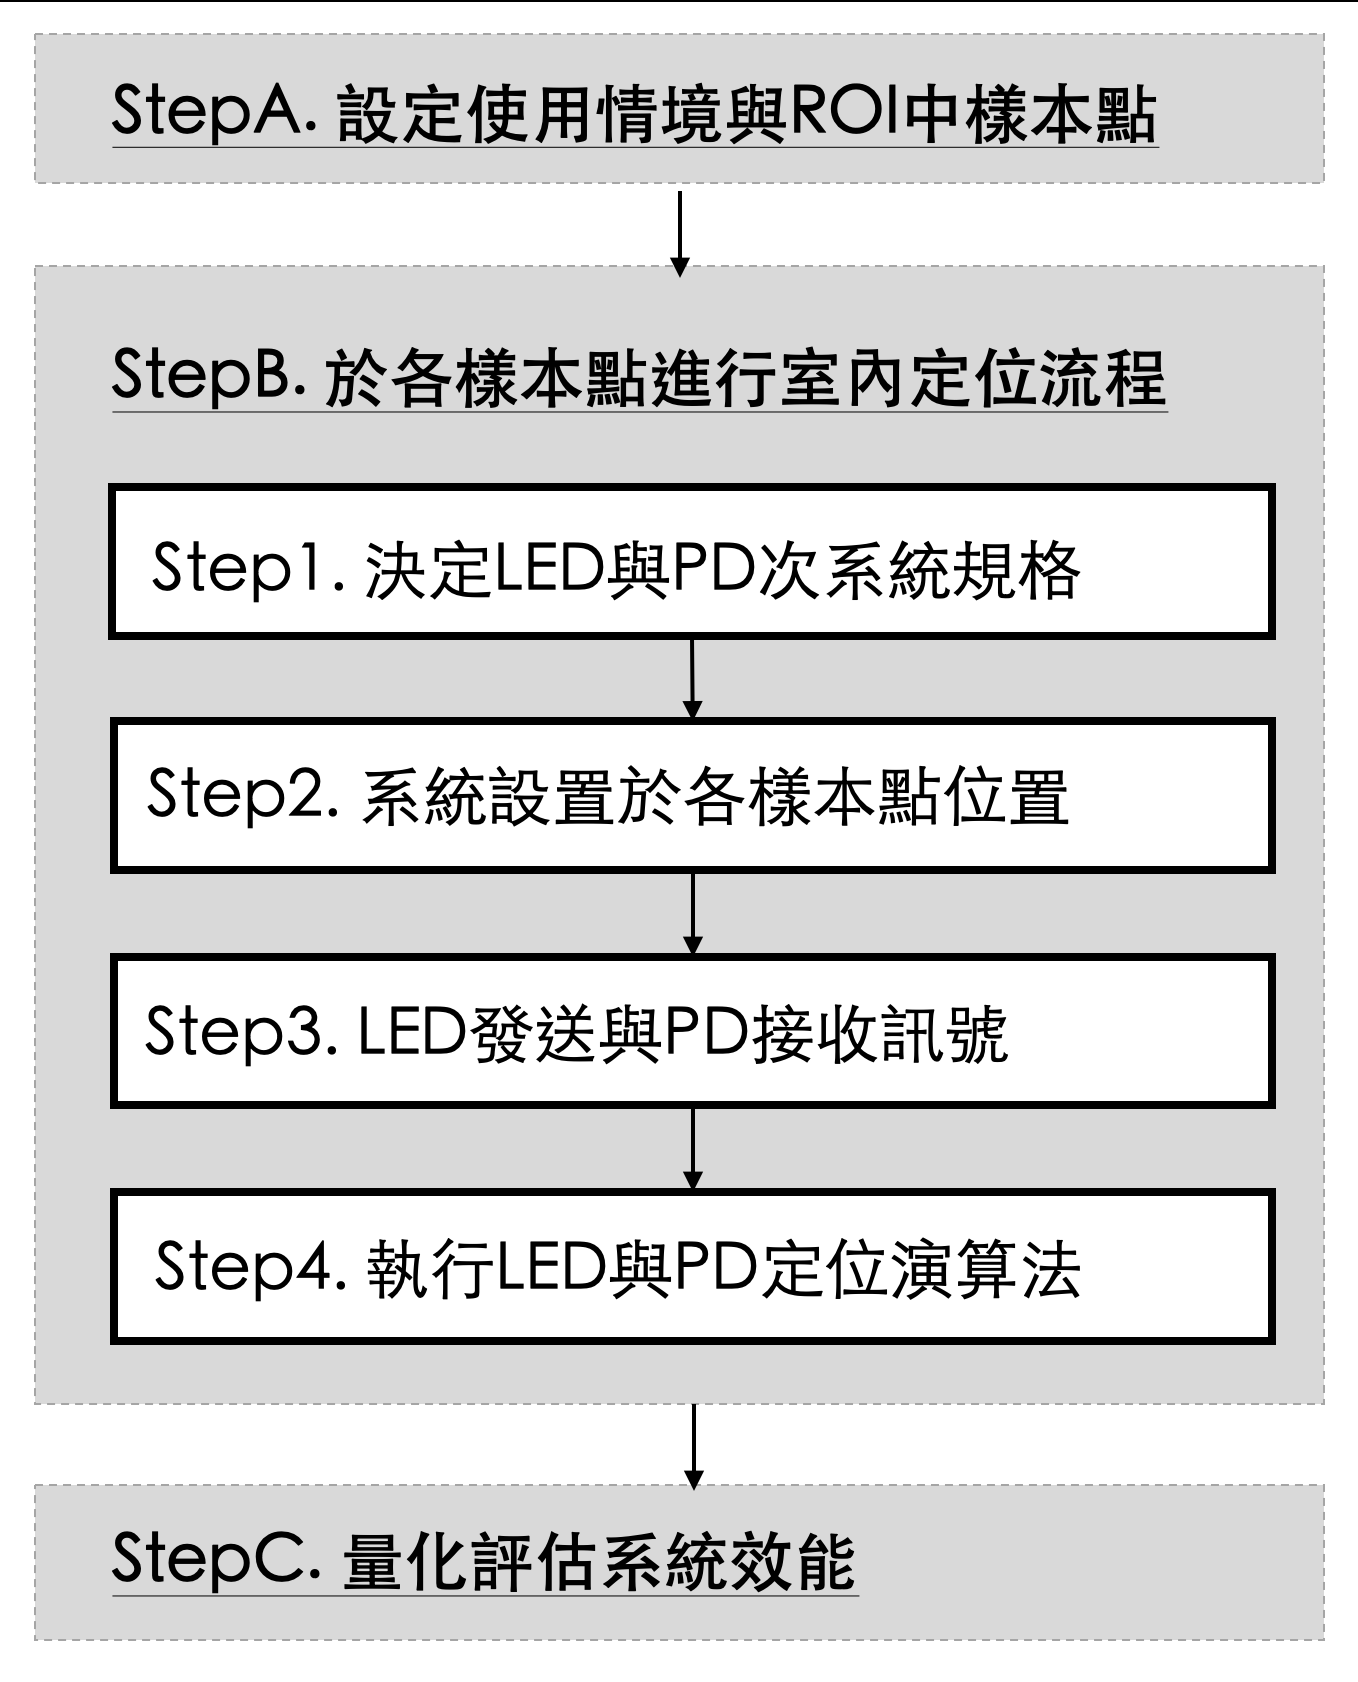 StepA. 設定使用情境與ROI中樣本點
StepB. 於各樣本點進行室內定位流程
Step1. 決定LED與PD次系統規格
Step2. 系統設置於各樣本點位置
Step3. LED發送與PD接收訊號
Step4. 執行LED與PD定位演算法
StepC. 量化評估系統效能